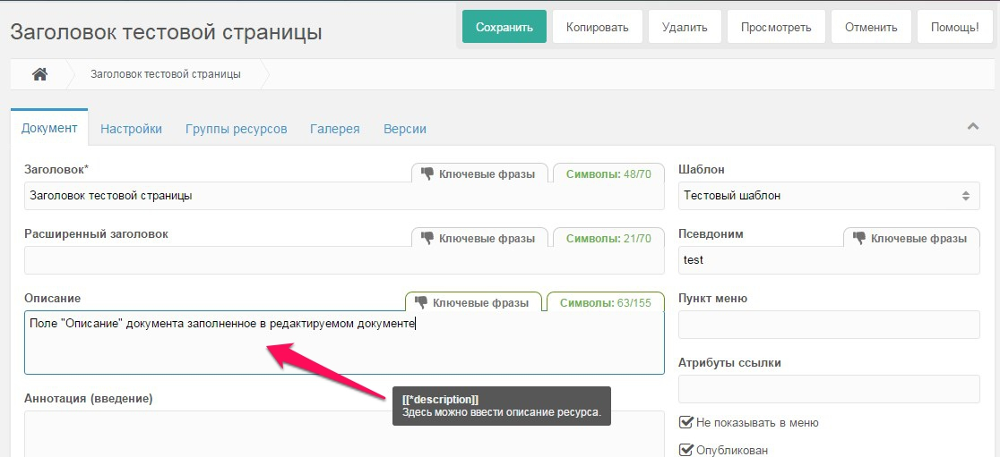 Заголовок тестовой страницы
Сохранить Копировать Удалить Просмотреть Отменить Помощь!
Заголовок тестовой страницы
Документ Настройки Группы ресурсов Галерея Версии
Заголовок* Ключевые фразы Символы: 48/70
Заголовок тестовой страницы
Расширенный заголовок Ключевые фразы Символы: 21/70
Описание Ключевые фразы Символы: 63/155
Поле "Описание" документа заполненное в редактируемом документе
[[*description]]
Здесь можно ввести описание ресурса.
Аннотация (введение)
Шаблон
Тестовый шаблон
Псевдоним Ключевые фразы
test
Пункт меню
Атрибуты ссылки
Не показывать в меню
Опубликован